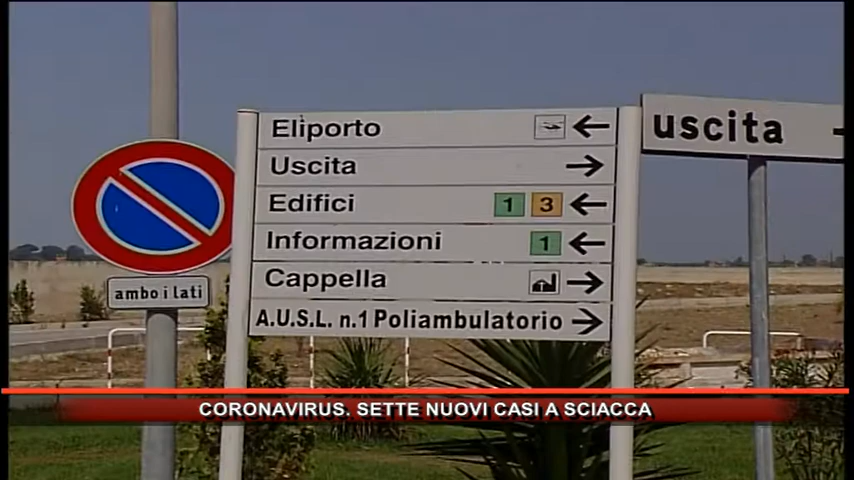 Eliporto
uscita
Uscita
Edifici 1 3
Informazioni 1
Cappella
ambo i lati
A.U.S.L. n.1 Poliambulatorio
CORONAVIRUS. SETTE NUOVI CASI A SCIACCA